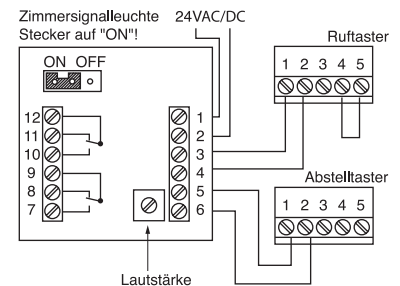 Zimmersignalleuchte
Stecker auf "ON"!
24VAC/DC
Ruftaster
ON OFF
1 2 3 4 5
12
11
10
9
8
7
1
2
3
4
5
6
Abstelltaster
1 2 3 4 5
Lautstärke